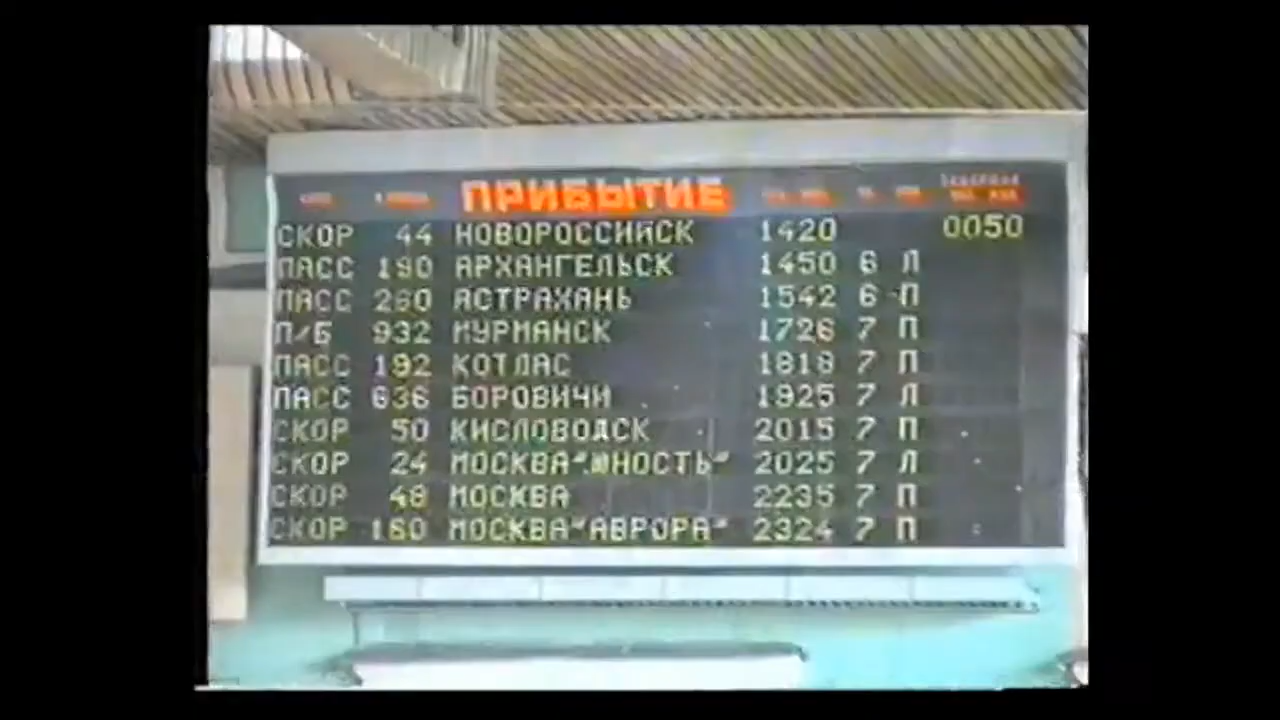 ПРИБЫТИЕ
СКОР 44 НОВОРОССИЙСК 1420 0050
ПАСС 190 АРХАНГЕЛЬСК 1450 6 Л
ПАСС 260 АСТРАХАНЬ 1542 6 П
П/Б 932 МУРМАНСК 1726 7 П
ПАСС 192 КОТЛАС 1818 7 П
ПАСС 636 БОРОВИЧИ 1925 7 Л
СКОР 50 КИСЛОВОДСК 2015 7 П
СКОР 24 МОСКВА"ЮНОСТЬ" 2025 7 Л
СКОР 48 МОСКВА 2235 7 П
СКОР 160 МОСКВА"АВРОРА" 2324 7 П